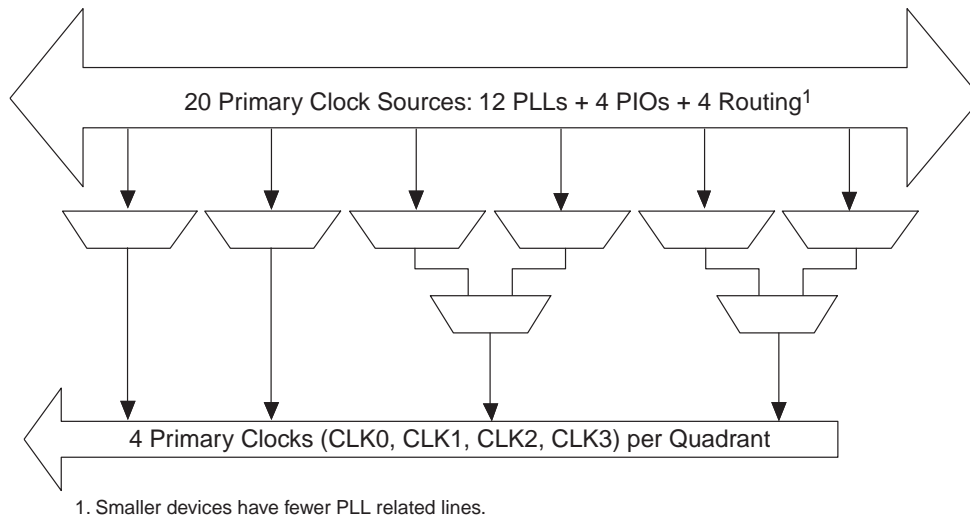 20 Primary Clock Sources: 12 PLLs + 4 PIOs + 4 Routing1
4 Primary Clocks (CLK0, CLK1, CLK2, CLK3) per Quadrant
1. Smaller devices have fewer PLL related lines.